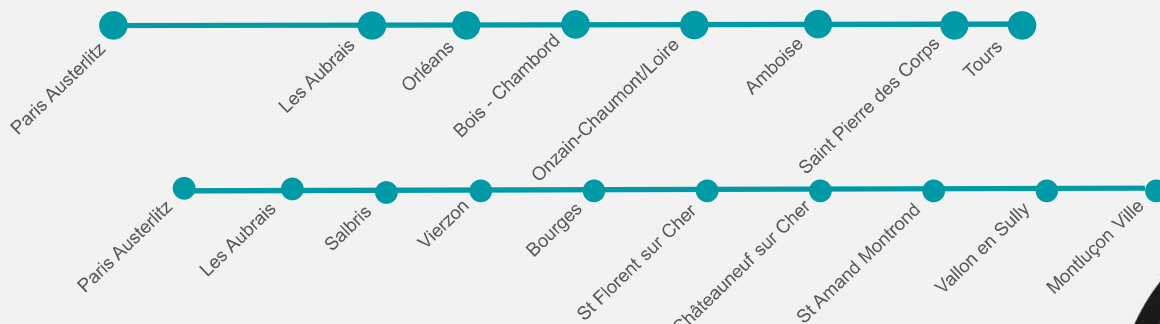 Paris Austerlitz
Les Aubrais
Orléans
Bois - Chambord
Onzain-Chaumont/Loire
Amboise
Saint Pierre des Corps
Tours
Paris Austerlitz
Les Aubrais
Salbris
Vierzon
Bourges
St Florent sur Cher
Châteauneuf sur Cher
St Amand Montrond
Vallon en Sully
Montluçon Ville